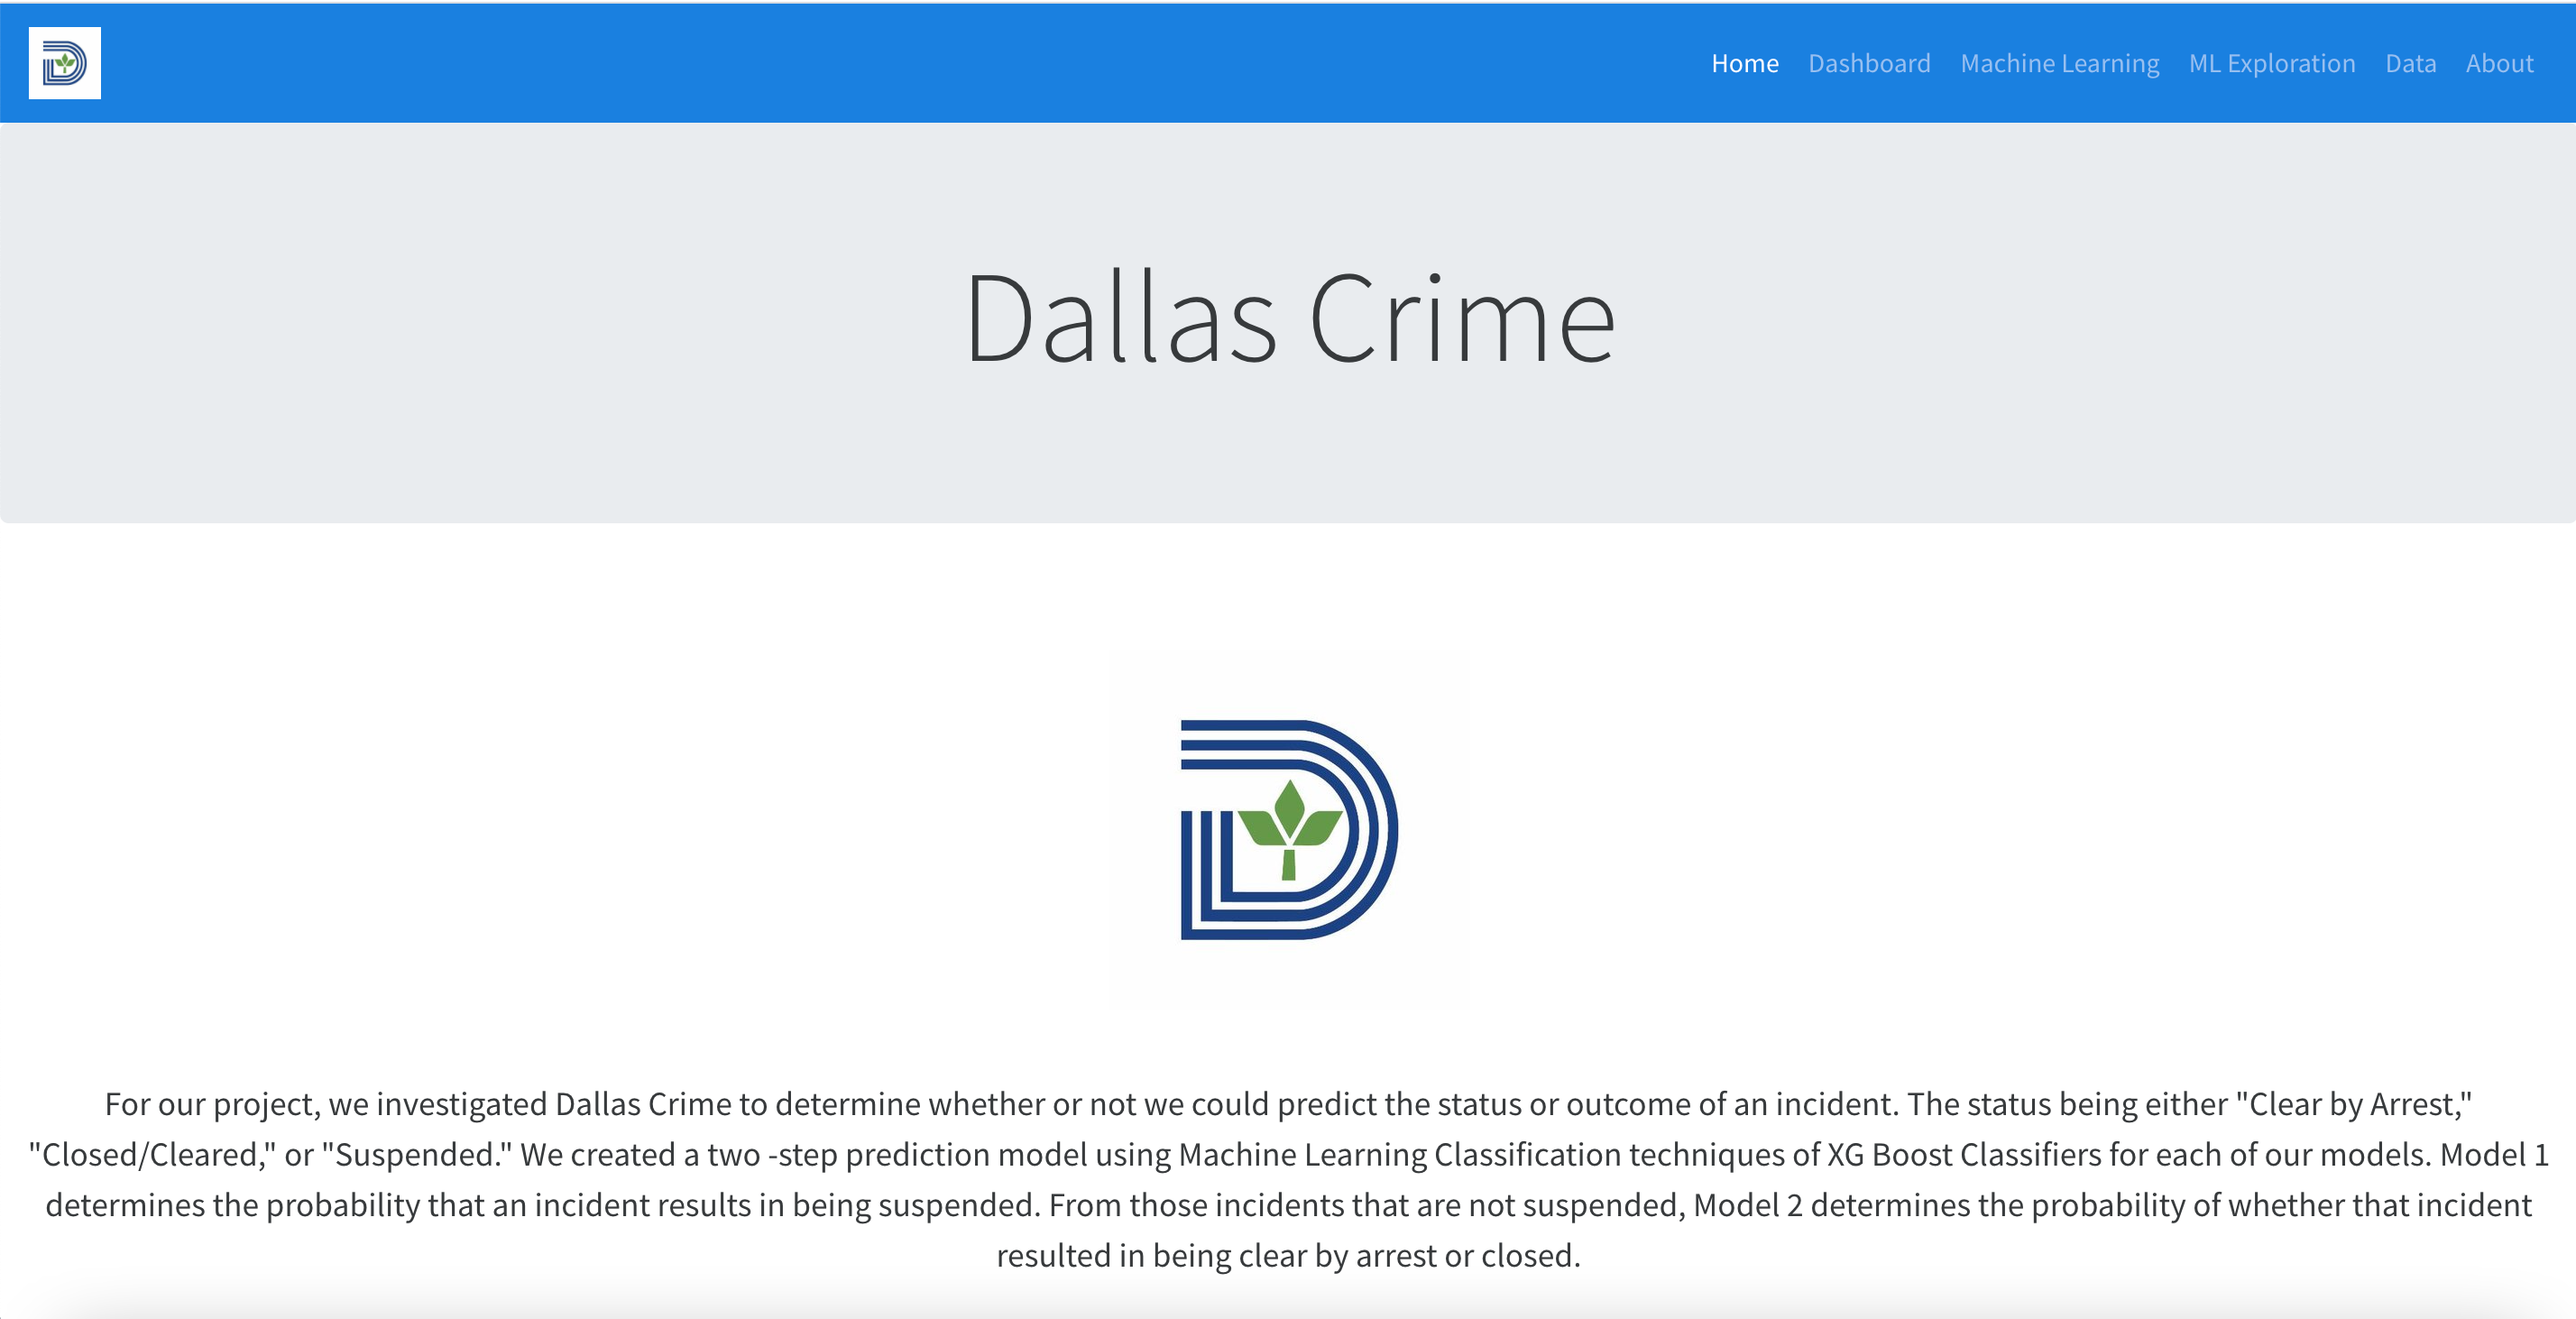 Home Dashboard Machine Learning ML Exploration Data About
Dallas Crime
For our project, we investigated Dallas Crime to determine whether or not we could predict the status or outcome of an incident. The status being either "Clear by Arrest,"
"Closed/Cleared," or "Suspended." We created a two -step prediction model using Machine Learning Classification techniques of XG Boost Classifiers for each of our models. Model 1
determines the probability that an incident results in being suspended. From those incidents that are not suspended, Model 2 determines the probability of whether that incident
resulted in being clear by arrest or closed.